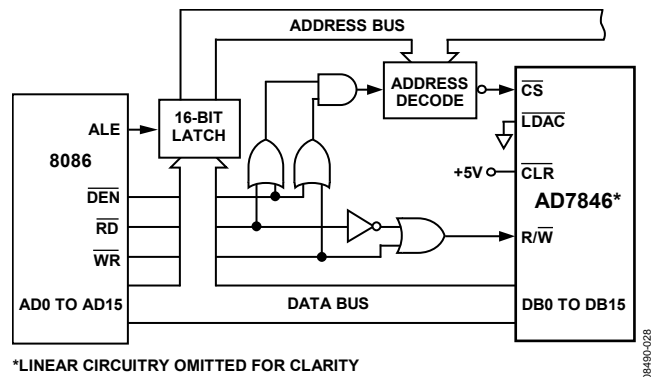 ADDRESS BUS
8086
ALE
DEN
RD
WR
AD0 TO AD15
16-BIT
LATCH
ADDRESS
DECODE
CS
LDAC
+5V
CLR
AD7846*
R/W
DB0 TO DB15
DATA BUS
*LINEAR CIRCUITRY OMITTED FOR CLARITY
08490-028